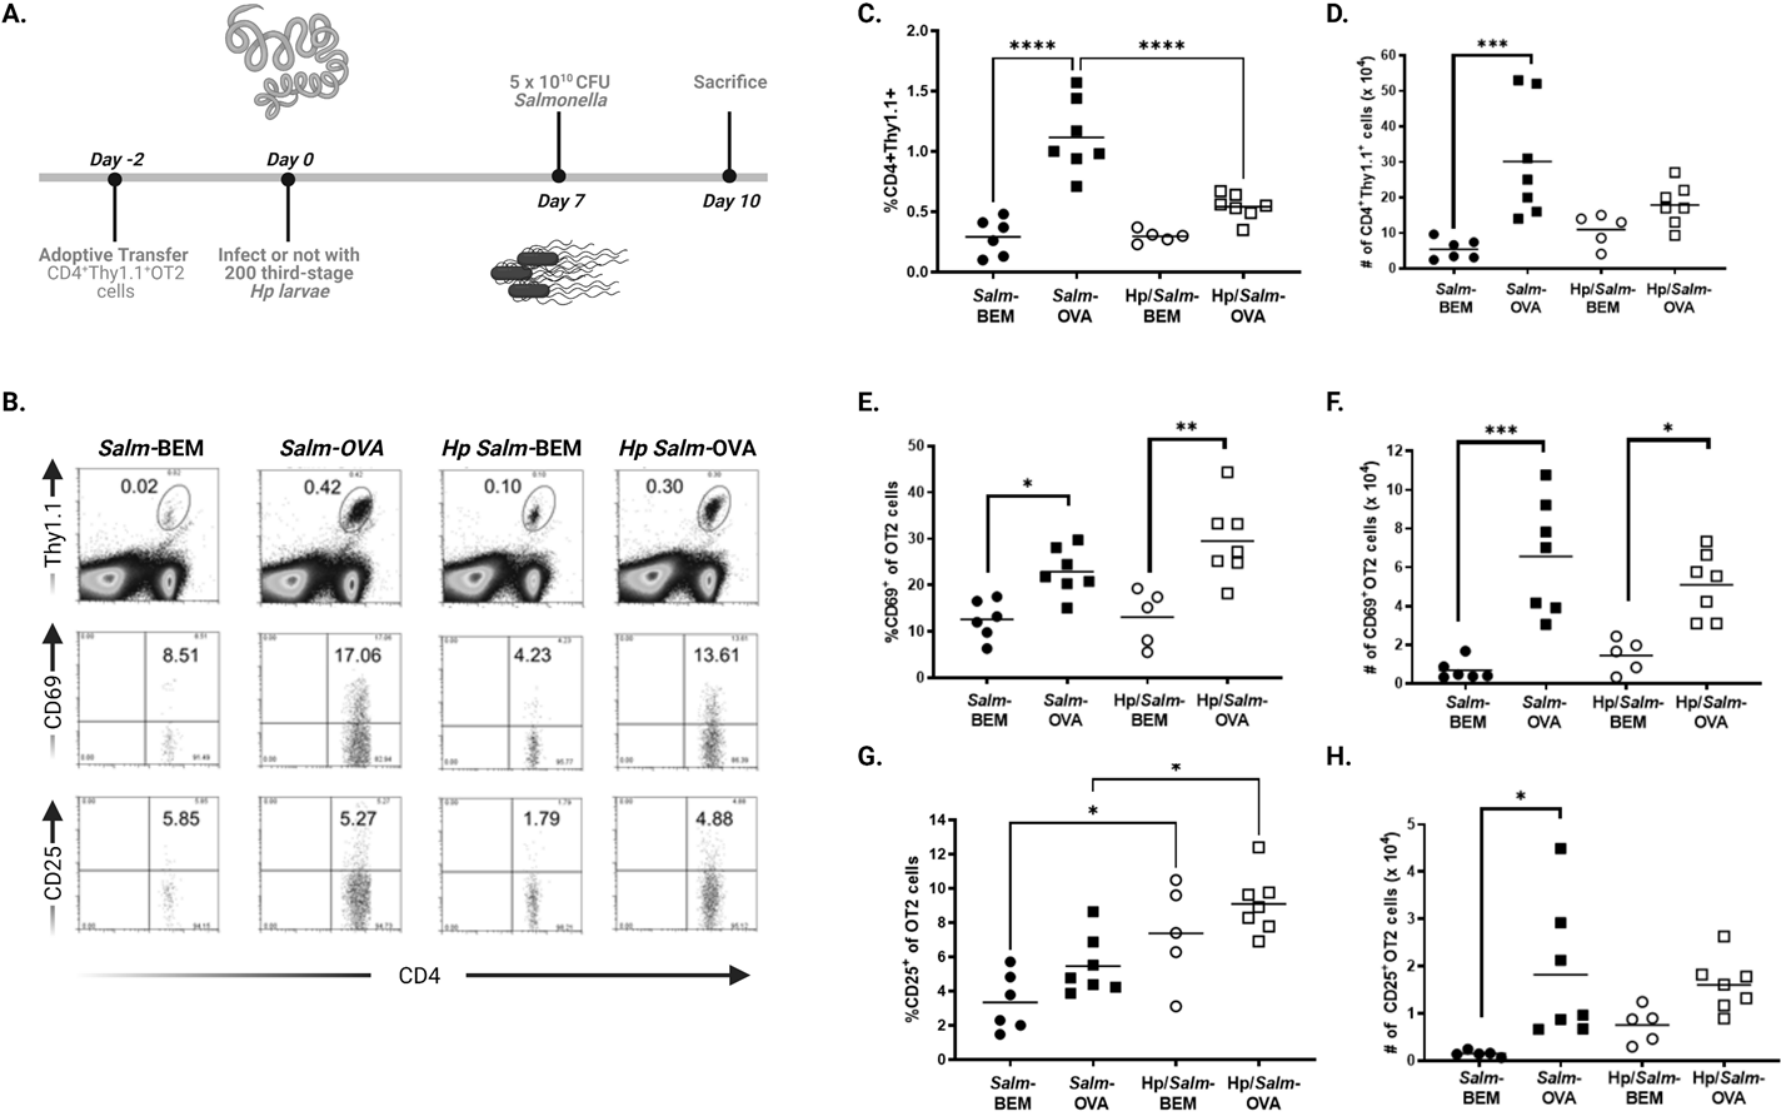 A.
5 x 10¹⁰ CFU
Salmonella
Sacrifice
Day -2
Day 0
Day 7
Day 10
Adoptive Transfer
CD4⁺Thy1.1⁺OT2
cells
Infect or not with
200 third-stage
Hp larvae
B.
Salm-BEM
Salm-OVA
Hp Salm-BEM
Hp Salm-OVA
Thy1.1
0.02
0.42
0.10
0.30
CD69
8.51
17.06
4.23
13.61
CD25
5.85
5.27
1.79
4.88
CD4
C.
%CD4+Thy1.1+
2.0
1.5
1.0
0.5
0.0
****
****
Salm-
BEM
Salm-
OVA
Hp/Salm-
BEM
Hp/Salm-
OVA
D.
# of CD4⁺Thy1.1⁺ cells (x 10⁴)
60
50
40
30
20
10
0
***
Salm-
BEM
Salm-
OVA
Hp/Salm-
BEM
Hp/Salm-
OVA
E.
%CD69⁺ of OT2 cells
50
40
30
20
10
0
*
**
Salm-
BEM
Salm-
OVA
Hp/Salm-
BEM
Hp/Salm-
OVA
F.
# of CD69⁺OT2 cells (x 10⁴)
12
10
8
6
4
2
0
***
*
Salm-
BEM
Salm-
OVA
Hp/Salm-
BEM
Hp/Salm-
OVA
G.
%CD25⁺ of OT2 cells
14
12
10
8
6
4
2
0
*
*
Salm-
BEM
Salm-
OVA
Hp/Salm-
BEM
Hp/Salm-
OVA
H.
# of CD25⁺OT2 cells (x 10⁴)
5
4
3
2
1
0
*
Salm-
BEM
Salm-
OVA
Hp/Salm-
BEM
Hp/Salm-
OVA